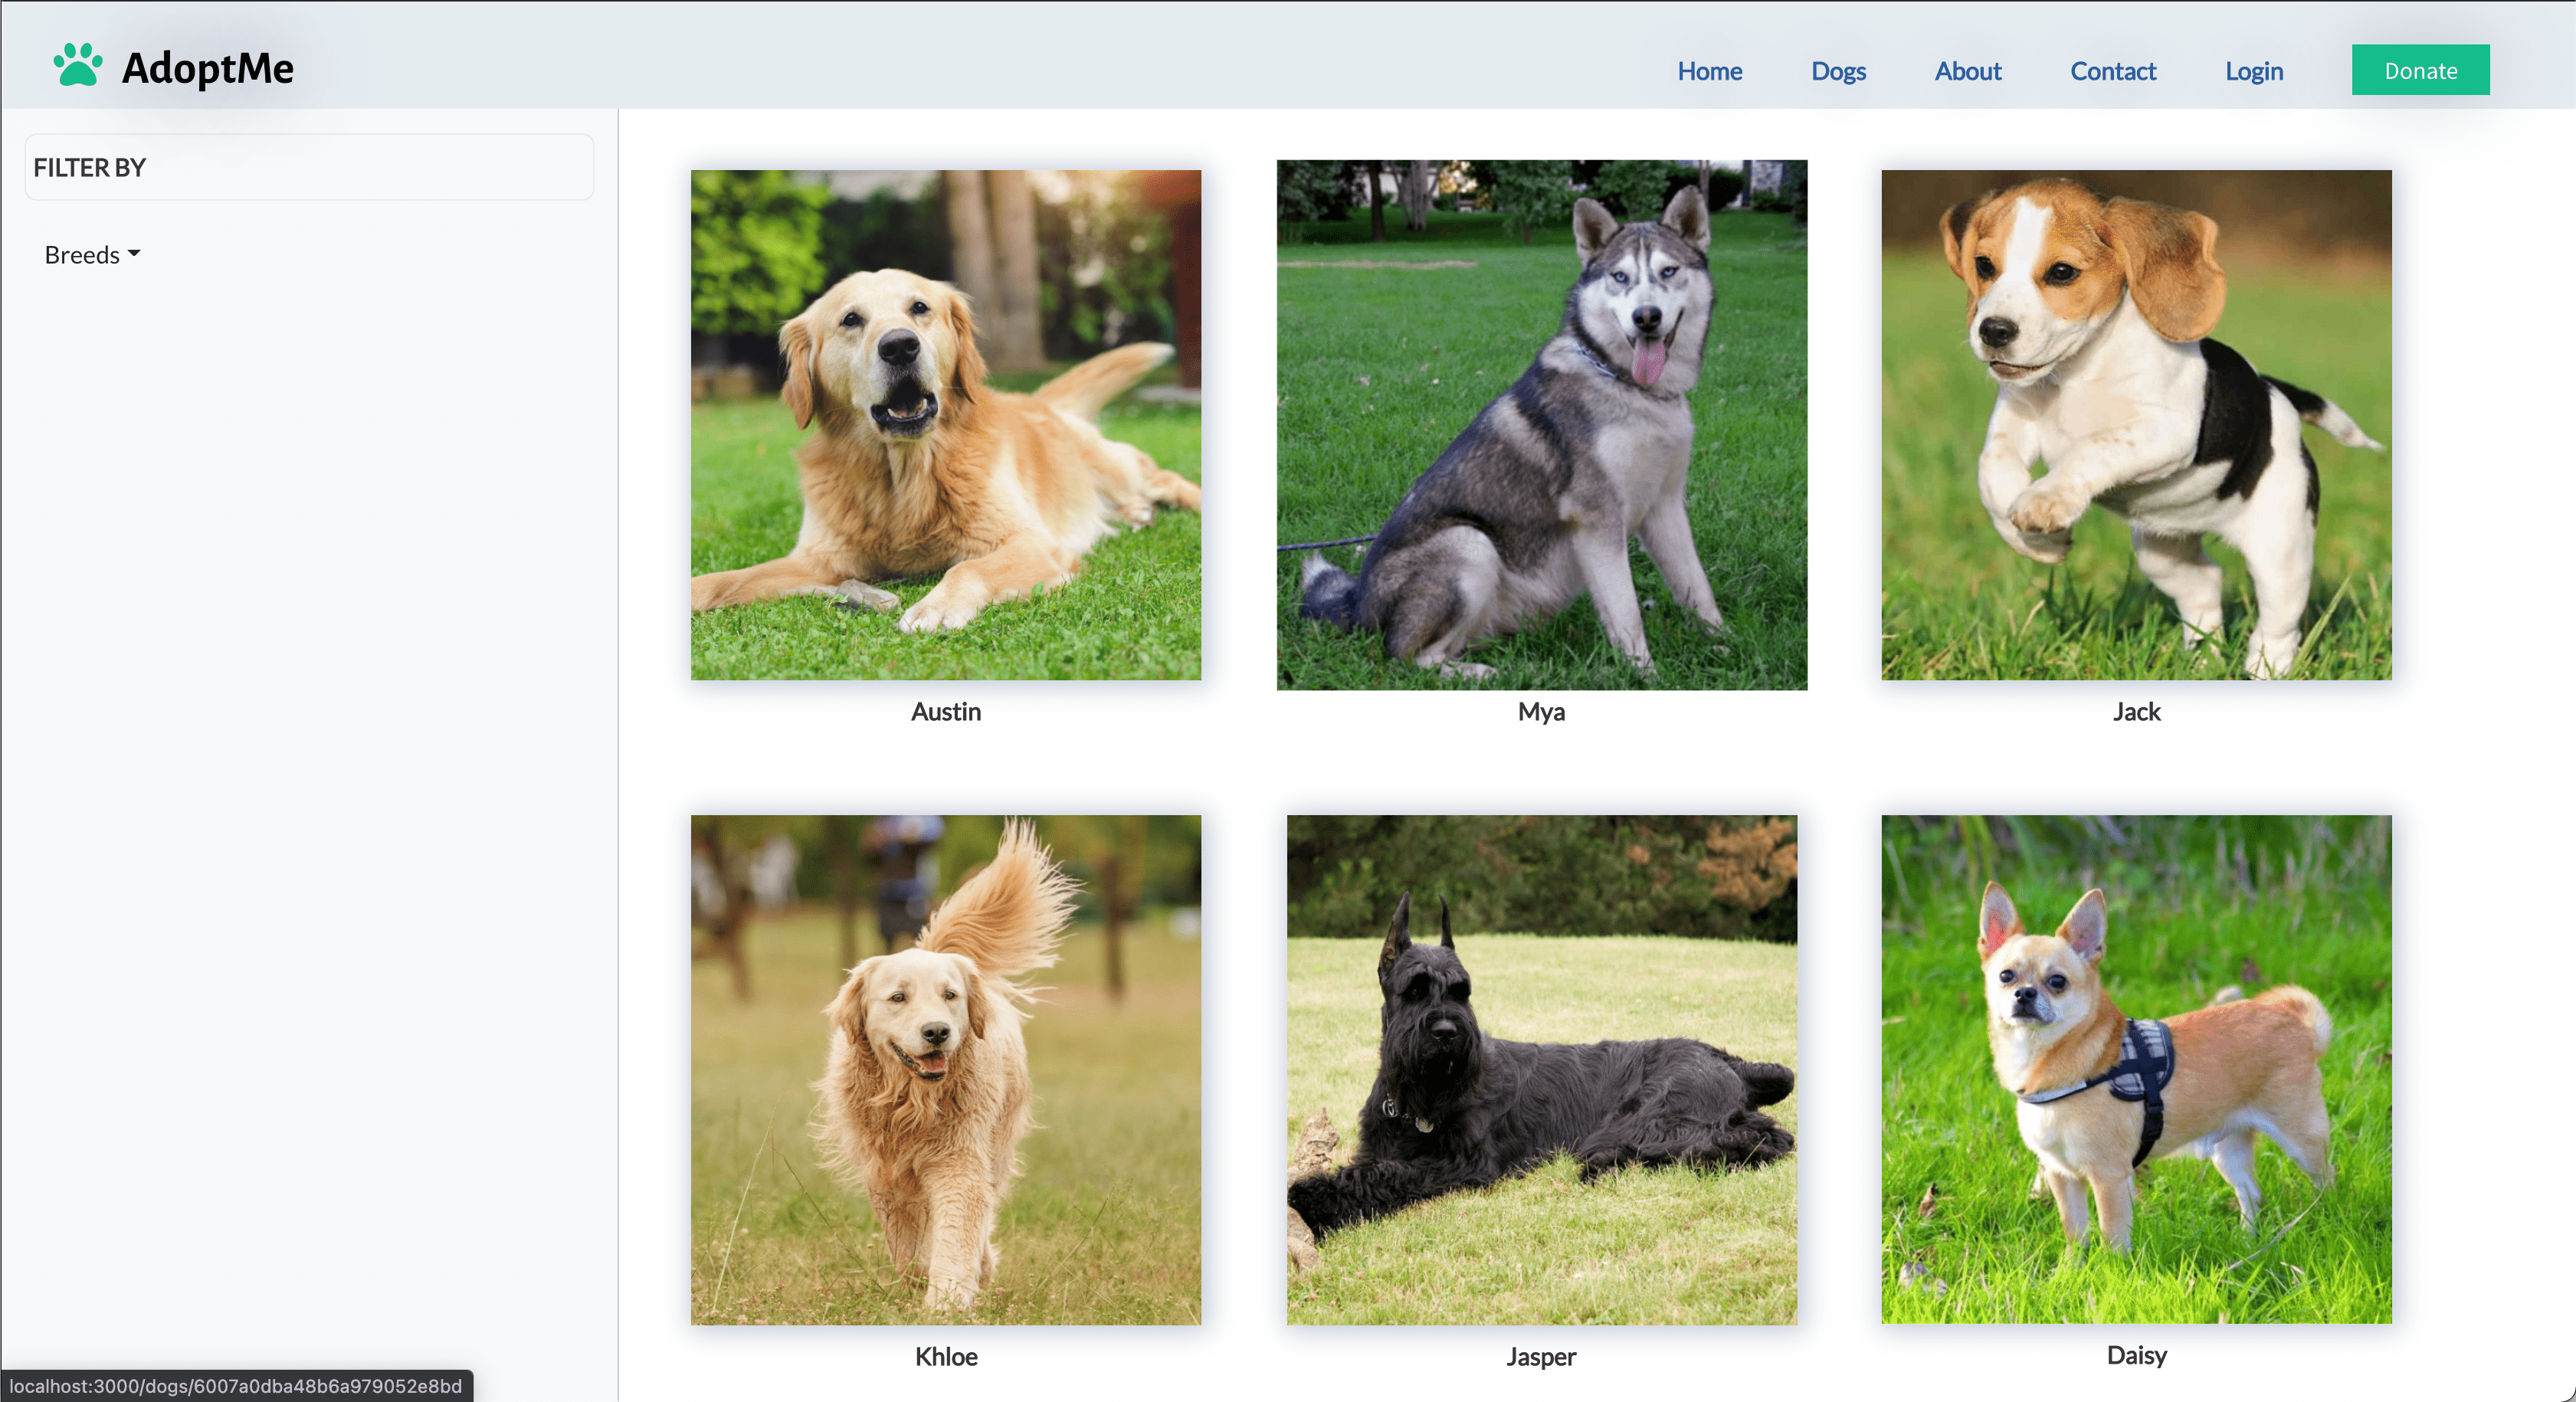 AdoptMe
Home Dogs About Contact Login Donate
FILTER BY
Breeds
Austin
Mya
Jack
Khloe
Jasper
Daisy
localhost:3000/dogs/6007a0dba48b6a979052e8bd